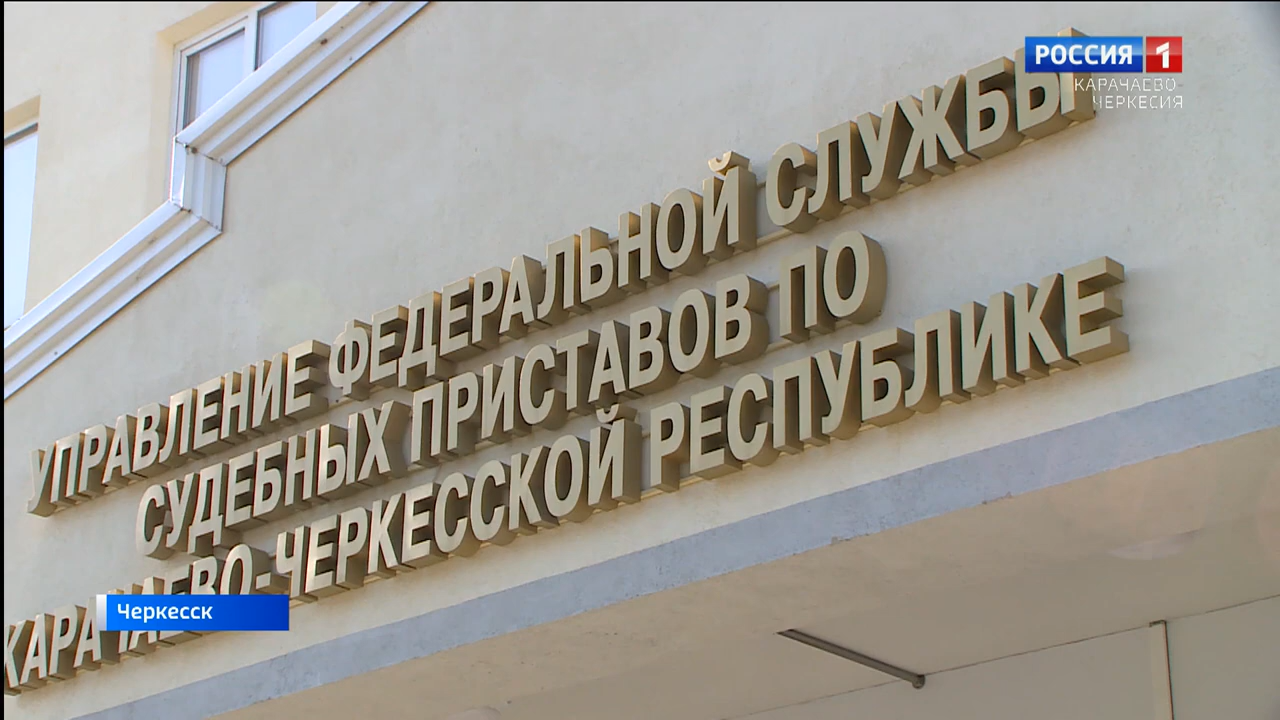 РОССИЯ 1
КАРАЧАЕВО
ЧЕРКЕСИЯ
УПРАВЛЕНИЕ ФЕДЕРАЛЬНОЙ СЛУЖБЫ
СУДЕБНЫХ ПРИСТАВОВ ПО
КАРАЧАЕВО-ЧЕРКЕССКОЙ РЕСПУБЛИКЕ
Черкесск